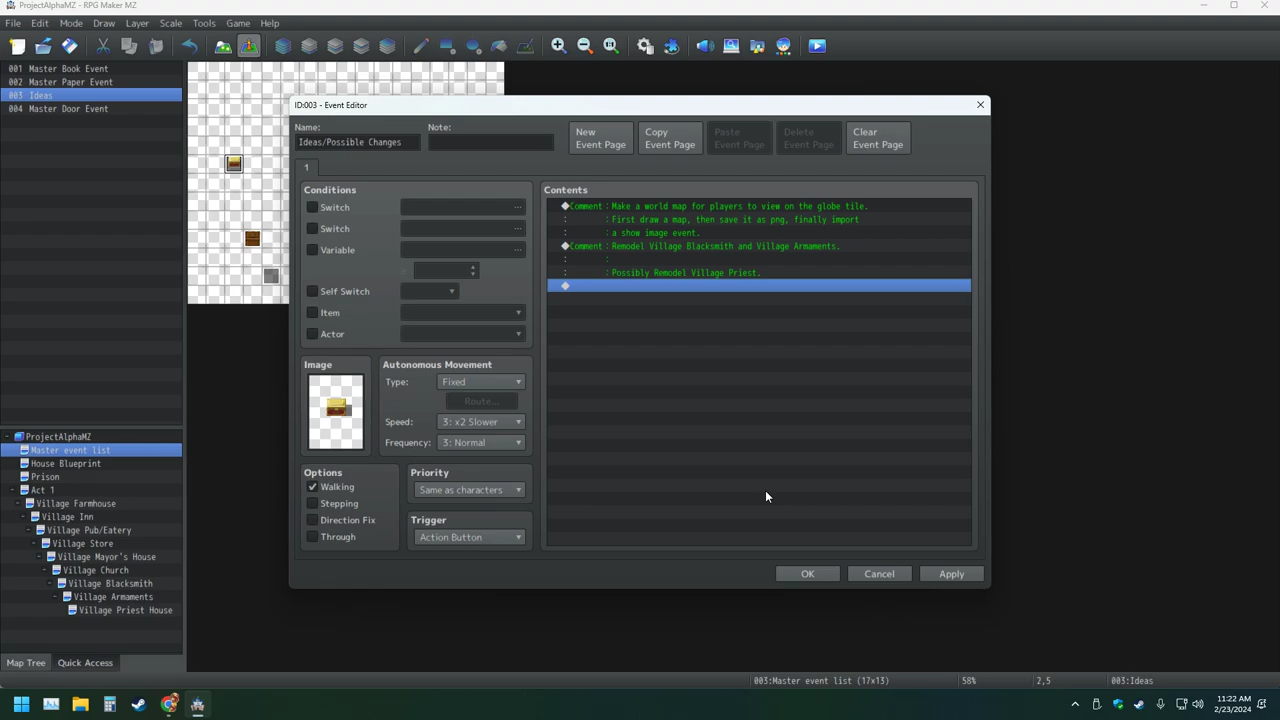 ProjectAlphaMZ - RPG Maker MZ
File Edit Mode Draw Layer Scale Tools Game Help
001 Master Book Event
002 Master Paper Event
003 Ideas
004 Master Door Event
ID:003 - Event Editor
Name:
Ideas/Possible Changes
Note:
New
Event Page
Copy
Event Page
Paste
Event Page
Delete
Event Page
Clear
Event Page
1
Conditions
Switch ...
Switch ...
Variable ...
Self Switch
Item
Actor
Image
Autonomous Movement
Type: Fixed
Route...
Speed: 3: x2 Slower
Frequency: 3: Normal
Options
Walking
Stepping
Direction Fix
Through
Priority
Same as characters
Trigger
Action Button
Contents
◆Comment:Make a world map for players to view on the globe tile.
: :First draw a map, then save it as png, finally import
: :a show image event.
◆Comment:Remodel Village Blacksmith and Village Armaments.
: :
: :Possibly Remodel Village Priest.
◆
OK Cancel Apply
ProjectAlphaMZ
Master event list
House Blueprint
Prison
Act 1
Village Farmhouse
Village Inn
Village Pub/Eatery
Village Store
Village Mayor's House
Village Church
Village Blacksmith
Village Armaments
Village Priest House
Map Tree Quick Access
003:Master event list (17x13) 58% 2,5 003:Ideas
11:22 AM
2/23/2024